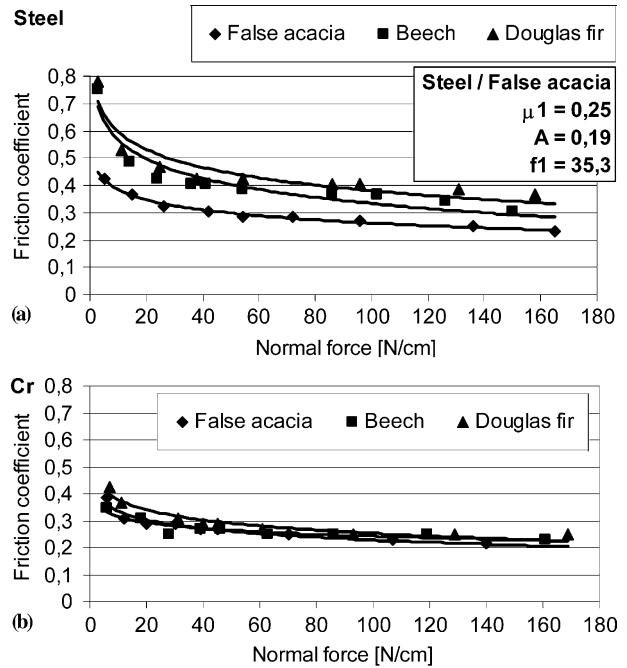 Steel
False acacia Beech Douglas fir
Steel / False acacia
μ1 = 0,25
A = 0,19
f1 = 35,3
Friction coefficient
0,8
0,7
0,6
0,5
0,4
0,3
0,2
0,1
0
0 20 40 60 80 100 120 140 160 180
(a)
Normal force [N/cm]
Cr
False acacia Beech Douglas fir
Friction coefficient
0,8
0,7
0,6
0,5
0,4
0,3
0,2
0,1
0
0 20 40 60 80 100 120 140 160 180
(b)
Normal force [N/cm]